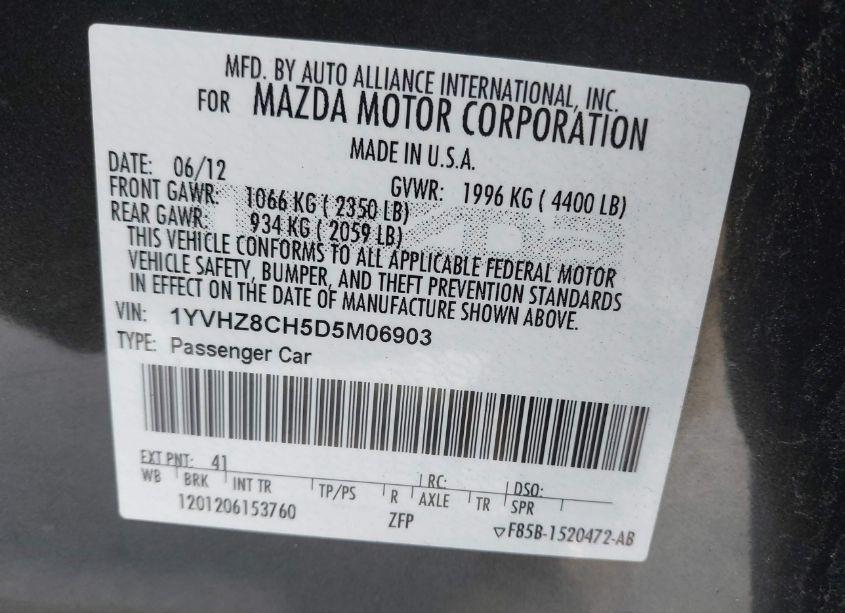 MFD. BY AUTO ALLIANCE INTERNATIONAL, INC.
FOR MAZDA MOTOR CORPORATION
MADE IN U.S.A.
DATE: 06/12 GVWR: 1996 KG ( 4400 LB)
FRONT GAWR: 1066 KG ( 2350 LB)
REAR GAWR: 934 KG ( 2059 LB)
THIS VEHICLE CONFORMS TO ALL APPLICABLE FEDERAL MOTOR
VEHICLE SAFETY, BUMPER, AND THEFT PREVENTION STANDARDS
IN EFFECT ON THE DATE OF MANUFACTURE SHOWN ABOVE.
VIN: 1YVHZ8CH5D5M06903
TYPE: Passenger Car
EXT PNT: 41 RC: DSO:
WB BRK INT TR TP/PS R AXLE TR SPR
1201206153760 ZFP ▽FB5B-1520472-AB